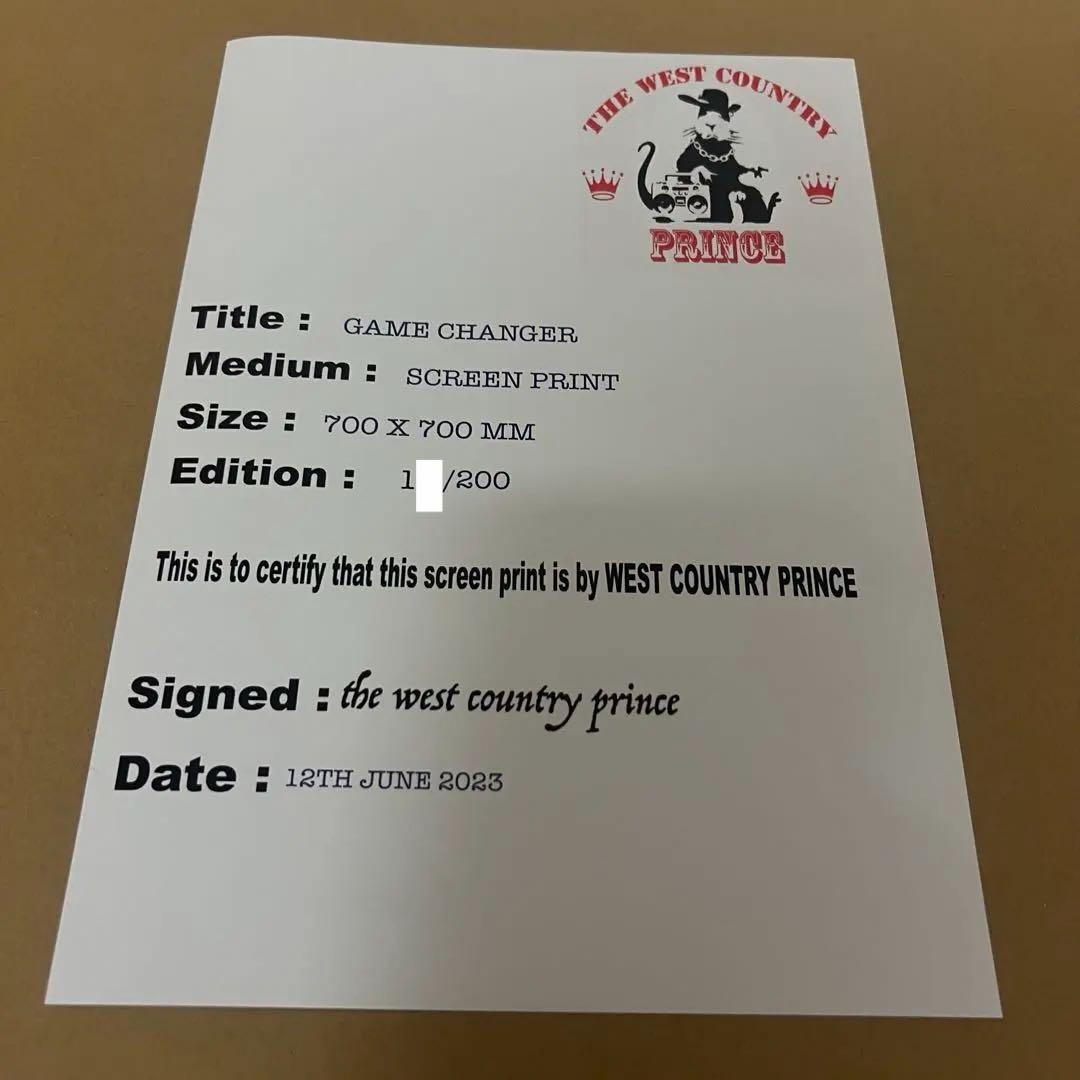 THE WEST COUNTRY
PRINCE
Title : GAME CHANGER
Medium : SCREEN PRINT
Size : 700 X 700 MM
Edition : 1 /200
This is to certify that this screen print is by WEST COUNTRY PRINCE
Signed : the west country prince
Date : 12TH JUNE 2023